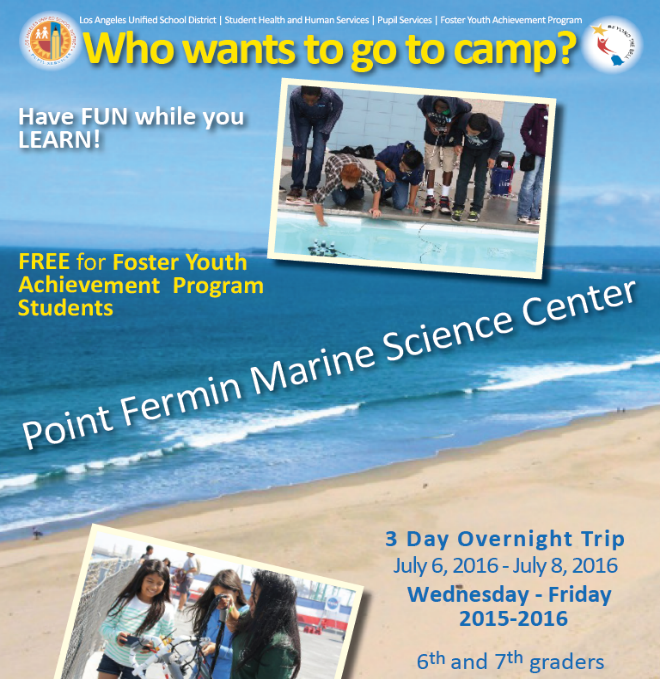 Los Angeles Unified School District | Student Health and Human Services | Pupil Services | Foster Youth Achievement Program
Who wants to go to camp?
Have FUN while you
LEARN!
FREE for Foster Youth
Achievement Program
Students
Point Fermin Marine Science Center
3 Day Overnight Trip
July 6, 2016 - July 8, 2016
Wednesday - Friday
2015-2016
6th and 7th graders